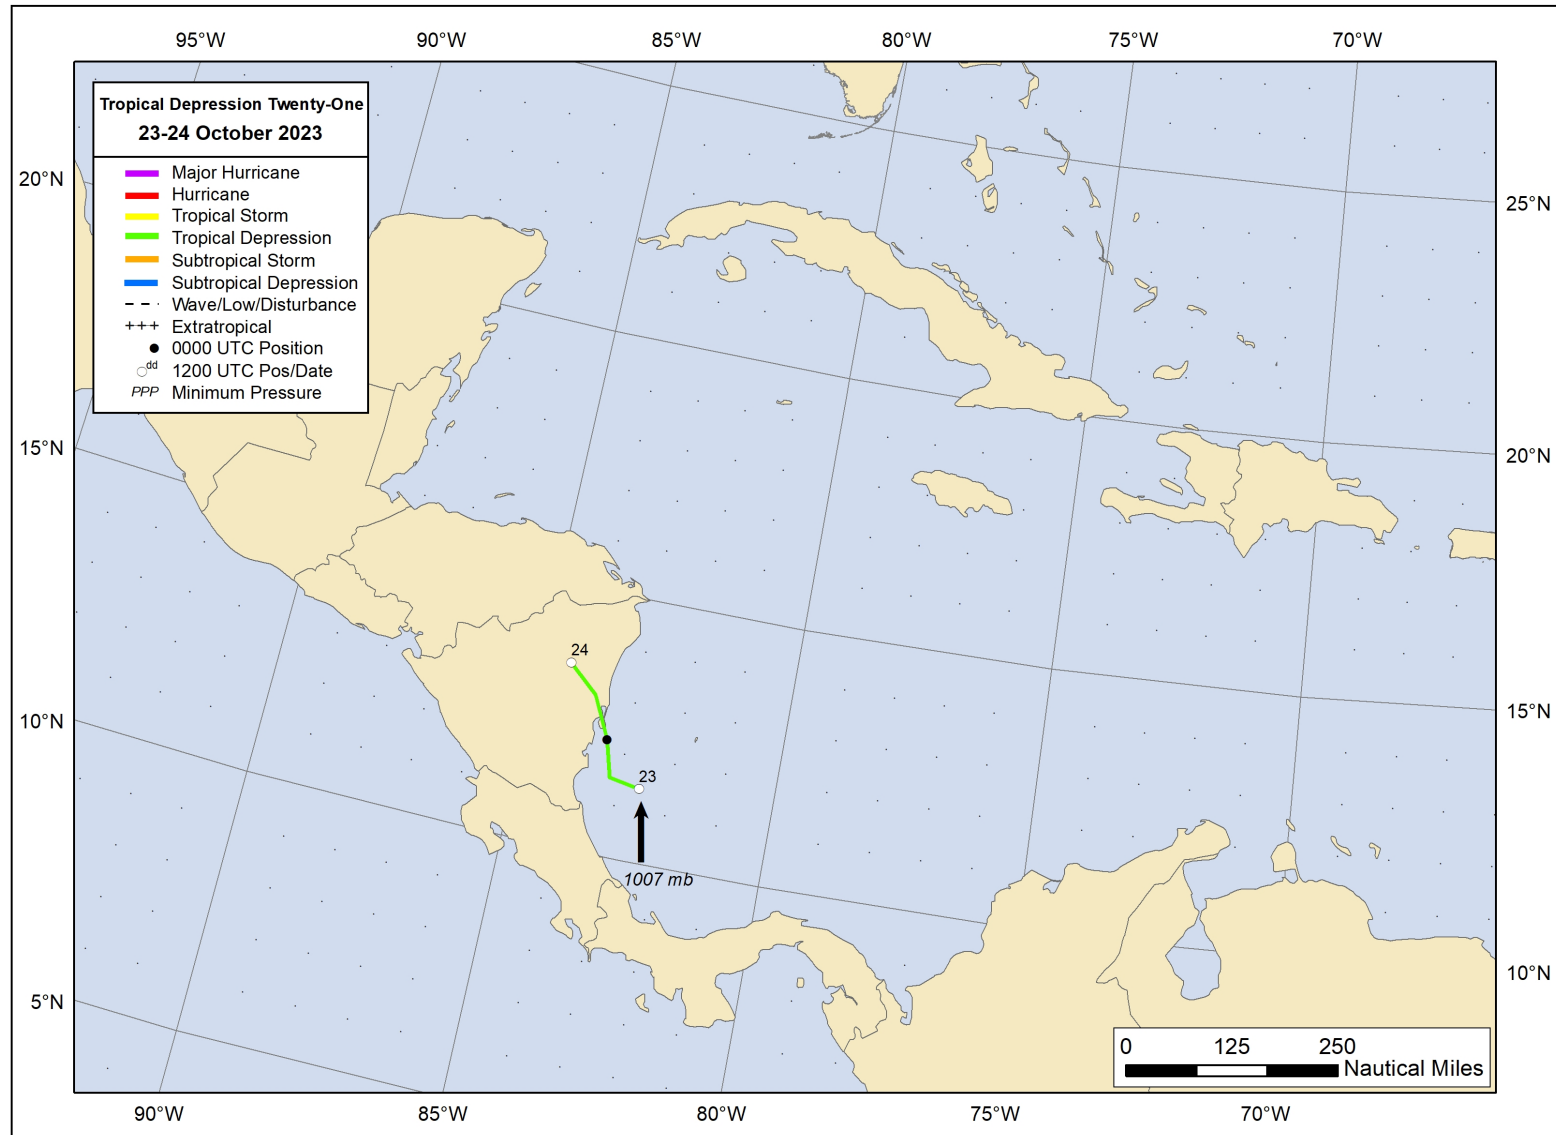 95°W 90°W 85°W 80°W 75°W 70°W
Tropical Depression Twenty-One
23-24 October 2023
Major Hurricane
Hurricane
Tropical Storm
Tropical Depression
Subtropical Storm
Subtropical Depression
Wave/Low/Disturbance
+++ Extratropical
0000 UTC Position
dd 1200 UTC Pos/Date
PPP Minimum Pressure
20°N
25°N
15°N
20°N
24
10°N
15°N
23
1007 mb
10°N
5°N
0 125 250
Nautical Miles
90°W 85°W 80°W 75°W 70°W